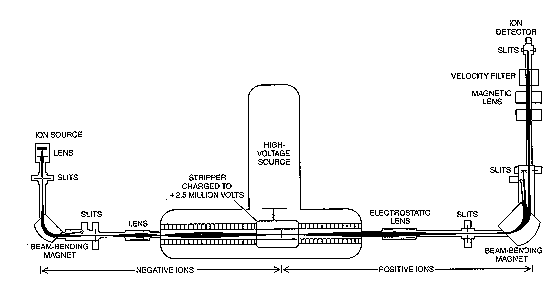 ION
DETECTOR
SLITS
VELOCITY FILTER
MAGNETIC
LENS
ION SOURCE
LENS
SLITS
HIGH-
VOLTAGE
SOURCE
STRIPPER
CHARGED TO
+2.5 MILLION VOLTS
SLITS
SLITS
LENS
ELECTROSTATIC
LENS
SLITS
BEAM-BENDING
MAGNET
BEAM-BENDING
MAGNET
NEGATIVE IONS
POSITIVE IONS